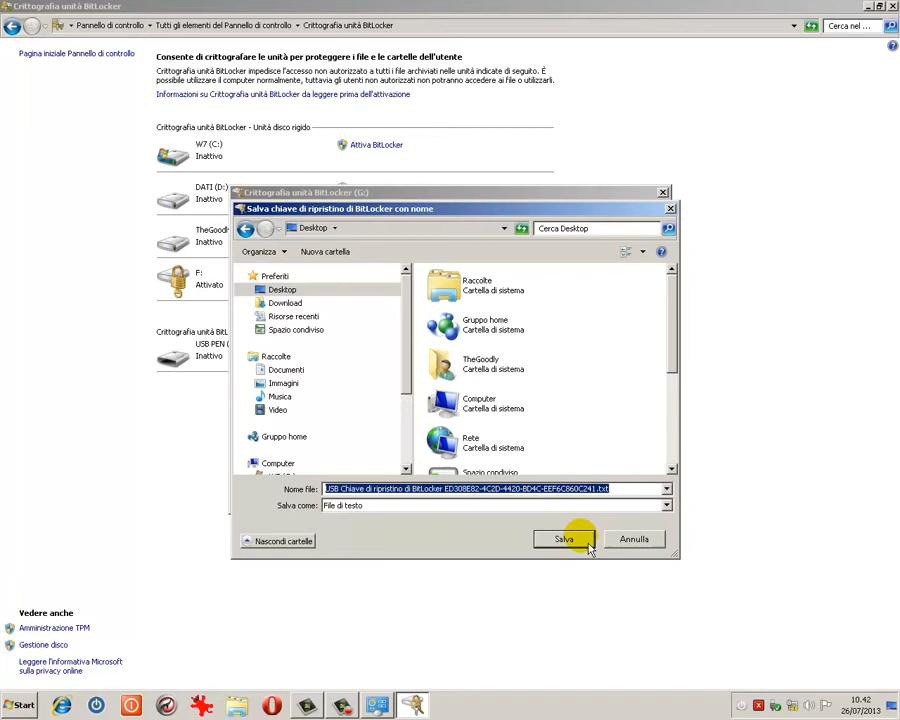 Pannello di controllo ▸ Tutti gli elementi del Pannello di controllo ▸ Crittografia unità BitLocker
Cerca nel ...
Pagina iniziale Pannello di controllo
Consente di crittografare le unità per proteggere i file e le cartelle dell'utente
Crittografia unità BitLocker impedisce l'accesso non autorizzato a tutti i file archiviati nelle unità indicate di seguito. È
possibile utilizzare il computer normalmente, tuttavia gli utenti non autorizzati non potranno accedere ai file o utilizzarli.
Informazioni su Crittografia unità BitLocker da leggere prima dell'attivazione
Crittografia unità BitLocker - Unità disco rigido
W7 (C:)
Inattivo
Attiva BitLocker
DATI (D:)
Inattivo
TheGoo
Inattivo
F:
Attivato
Crittografia unità BitL
USB PEN (
Inattivo
Crittografia unità BitLocker (G:)
Salva chiave di ripristino di BitLocker con nome
Desktop
Cerca Desktop
Organizza
Nuova cartella
Preferiti
Desktop
Download
Risorse recenti
Spazio condiviso
Raccolte
Documenti
Immagini
Musica
Video
Gruppo home
Computer
Raccolte
Cartella di sistema
Gruppo home
Cartella di sistema
TheGoodly
Cartella di sistema
Computer
Cartella di sistema
Rete
Cartella di sistema
Spazio condiviso
Nome file:
USB Chiave di ripristino di BitLocker ED308E82-4C2D-4420-BD4C-EEF6C860C241.txt
Salva come:
File di testo
Nascondi cartelle
Salva
Annulla
Vedere anche
Amministrazione TPM
Gestione disco
Leggere l'informativa Microsoft
sulla privacy online
Start
10.42
26/07/2013